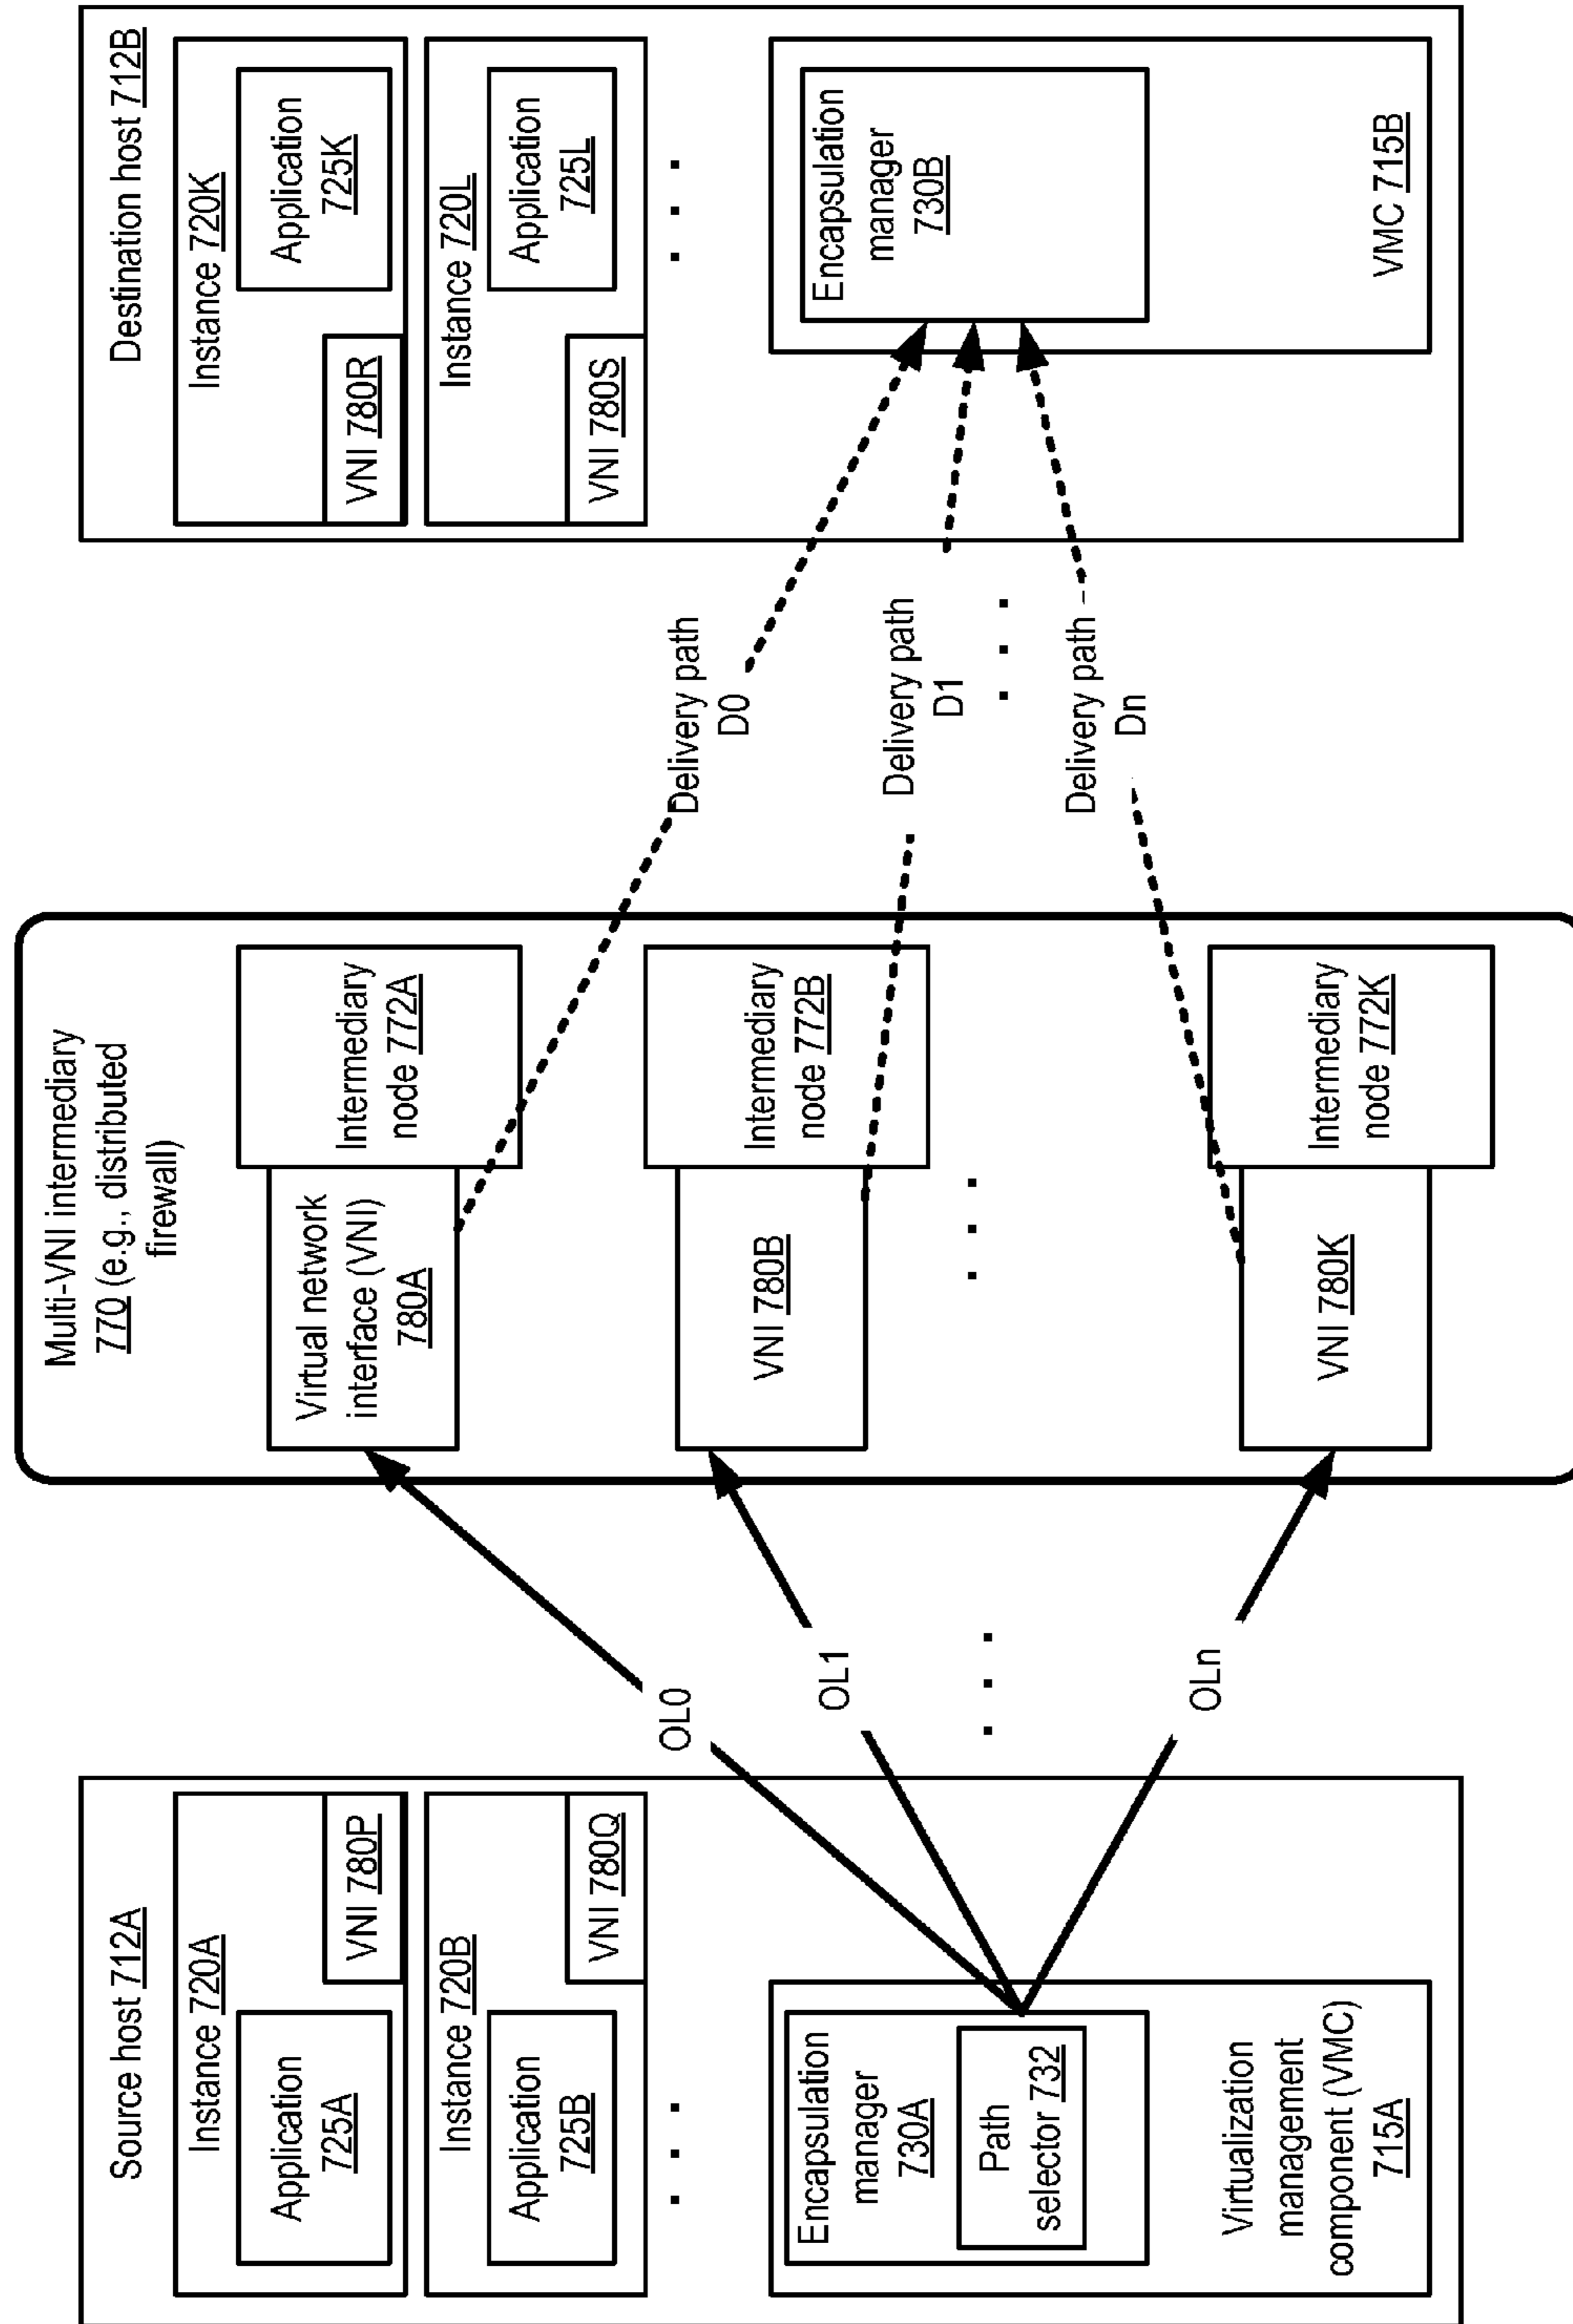 Source host 712A
Instance 720A
Application
725A
VNI 780P
Instance 720B
Application
725B
VNI 780Q
. . .
Encapsulation
manager
730A
Path
selector 732
Virtualization
management
component (VMC)
715A
OL0
OL1
. . .
OLn
Multi-VNI intermediary
770 (e.g., distributed
firewall)
Virtual network
interface (VNI)
780A
Intermediary
node 772A
VNI 780B
Intermediary
node 772B
. . .
VNI 780K
Intermediary
node 772K
Delivery path
D0
Delivery path
D1
. . .
Delivery path
Dn
Destination host 712B
Instance 720K
Application
725K
VNI 780R
Instance 720L
Application
725L
VNI 780S
. . .
Encapsulation
manager
730B
VMC 715B